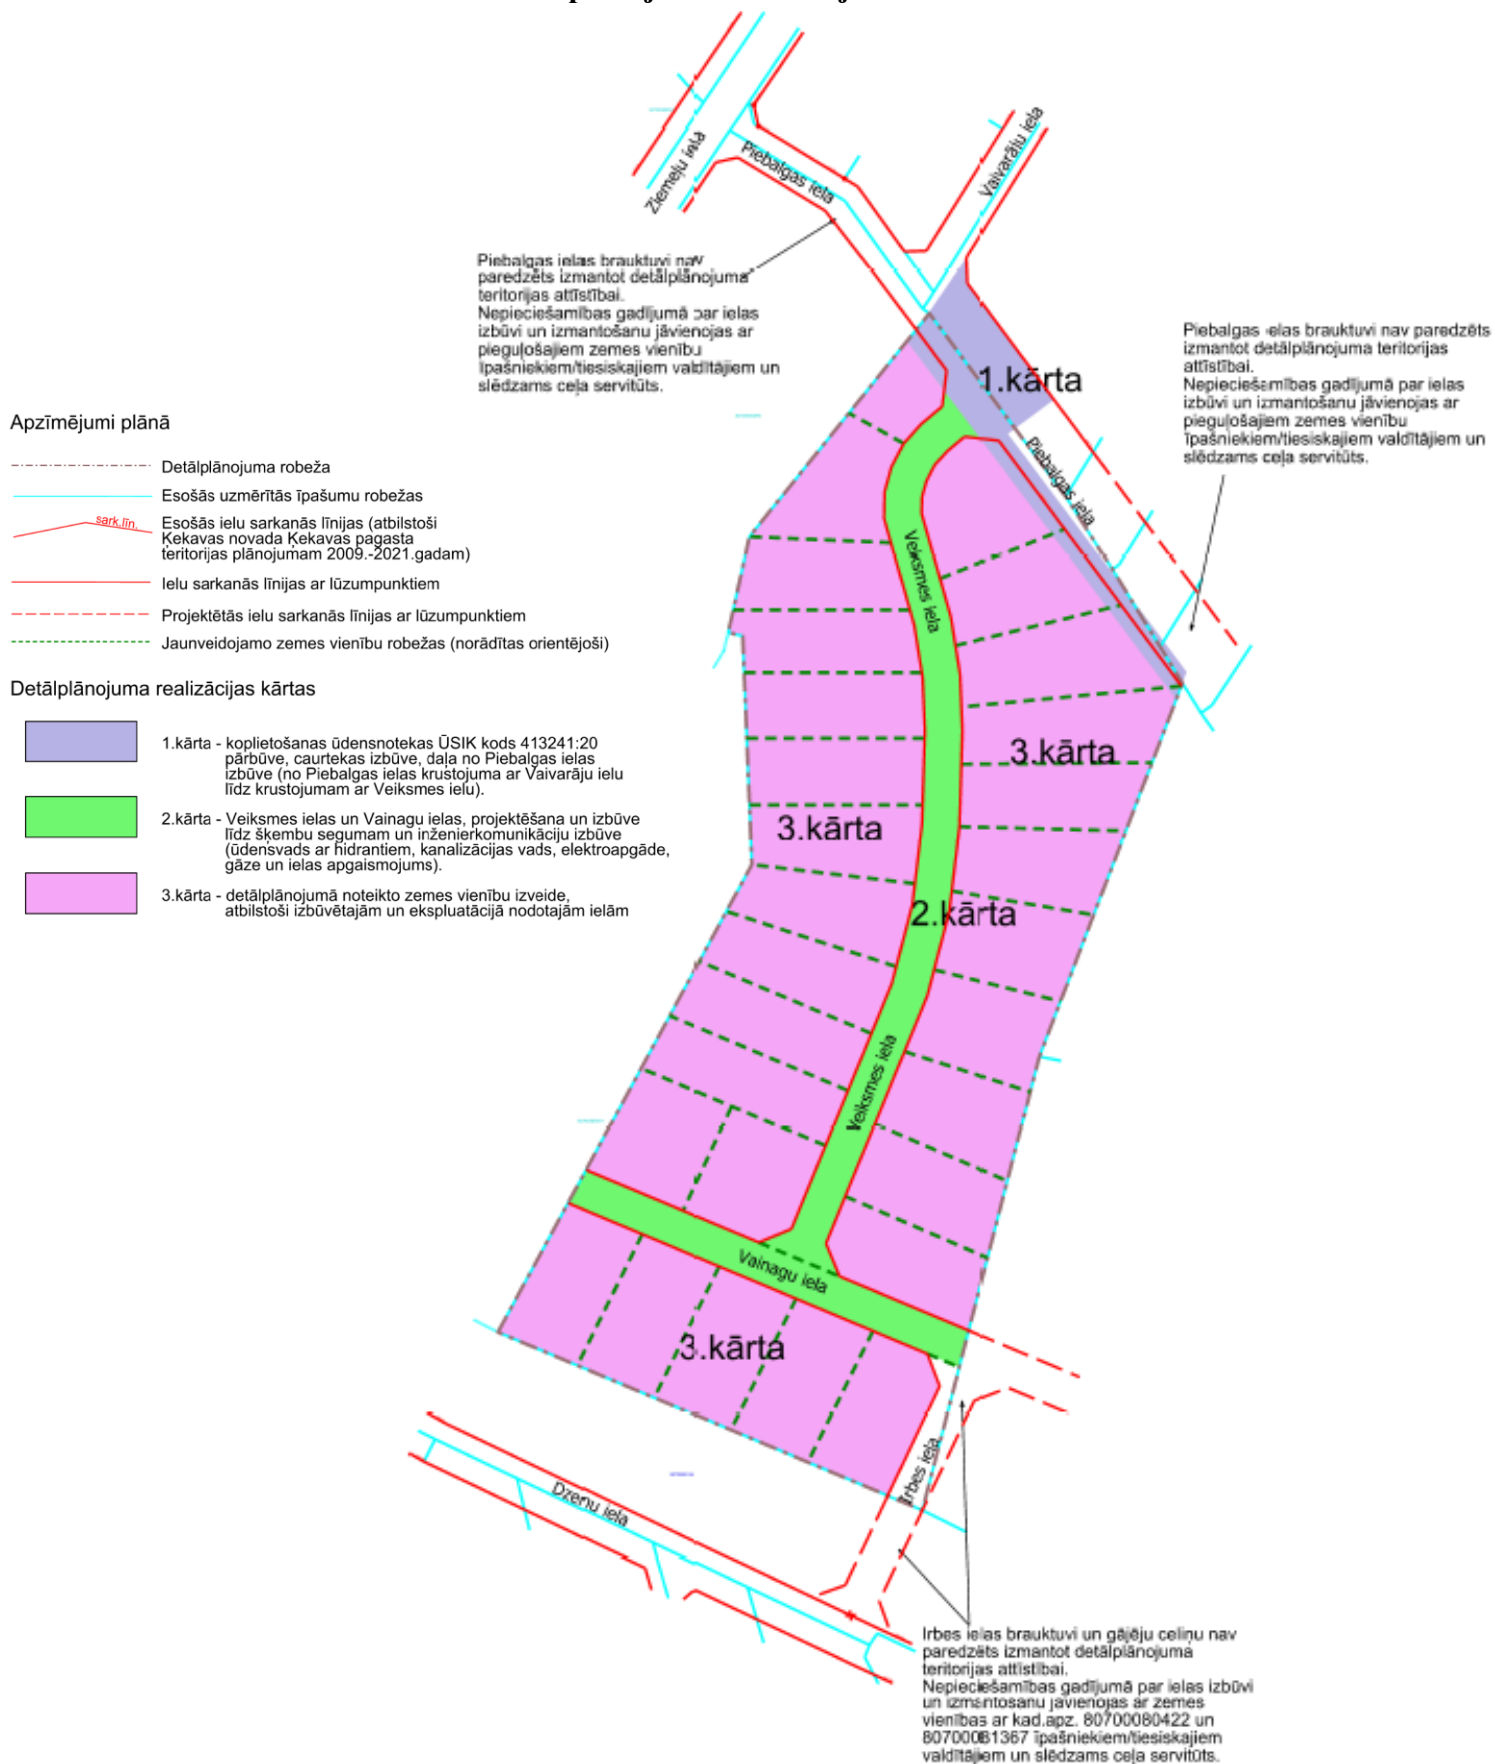 Ziemeļu iela
Piebalgas iela
Vaivarāju iela
Piebalgas ielas brauktuvi nav
paredzēts izmantot detālplānojuma
teritorijas attīstībai.
Nepieciešamības gadījumā par ielas
izbūvi un izmantošanu jāvienojas ar
pieguļošajiem zemes vienību
īpašniekiem/tiesiskajiem valdītājiem un
slēdzams ceļa servitūts.
Piebalgas ielas brauktuvi nav paredzēts
izmantot detālplānojuma teritorijas
attīstībai.
Nepieciešamības gadījumā par ielas
izbūvi un izmantošanu jāvienojas ar
pieguļošajiem zemes vienību
īpašniekiem/tiesiskajiem valdītājiem un
slēdzams ceļa servitūts.
1.kārta
Piebalgas iela
Apzīmējumi plānā
Detālplānojuma robeža
Esošās uzmērītās īpašumu robežas
sark.līn.
Esošās ielu sarkanās līnijas (atbilstoši
Ķekavas novada Ķekavas pagasta
teritorijas plānojumam 2009.-2021.gadam)
Ielu sarkanās līnijas ar lūzumpunktiem
Projektētās ielu sarkanās līnijas ar lūzumpunktiem
Jaunveidojamo zemes vienību robežas (norādītas orientējoši)
Detālplānojuma realizācijas kārtas
1.kārta - koplietošanas ūdensnotekas ŪSIK kods 413241:20
pārbūve, caurtekas izbūve, daļa no Piebalgas ielas
izbūve (no Piebalgas ielas krustojuma ar Vaivarāju ielu
līdz krustojumam ar Veiksmes ielu).
2.kārta - Veiksmes ielas un Vainagu ielas, projektēšana un izbūve
līdz šķembu segumam un inženierkomunikāciju izbūve
(ūdensvads ar hidrantiem, kanalizācijas vads, elektroapgāde,
gāze un ielas apgaismojums).
3.kārta - detālplānojumā noteikto zemes vienību izveide,
atbilstoši izbūvētajām un ekspluatācijā nodotajām ielām
Veiksmes iela
3.kārta
3.kārta
2.kārta
Veiksmes iela
Vainagu iela
3.kārta
Irbes iela
Dzeņu iela
Irbes ielas brauktuvi un gājēju celiņu nav
paredzēts izmantot detālplānojuma
teritorijas attīstībai.
Nepieciešamības gadījumā par ielas izbūvi
un izmantošanu jāvienojas ar zemes
vienības ar kad.apz. 80700080422 un
80700081367 īpašniekiem/tiesiskajiem
valdītājiem un slēdzams ceļa servitūts.